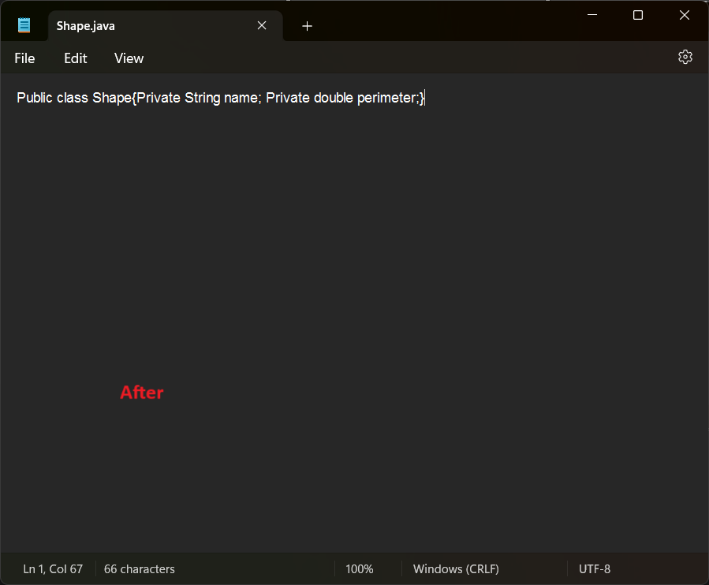 Shape.java
File Edit View
Public class Shape{Private String name; Private double perimeter;}
After
Ln 1, Col 67 66 characters 100% Windows (CRLF) UTF-8